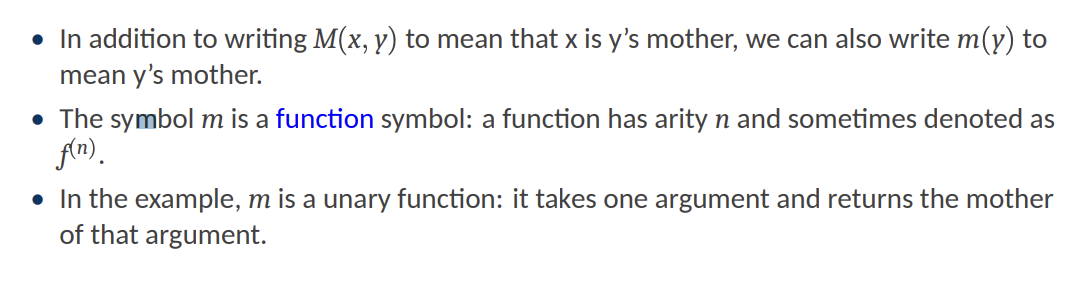 • In addition to writing M(x, y) to mean that x is y’s mother, we can also write m(y) to
mean y’s mother.
• The symbol m is a function symbol: a function has arity n and sometimes denoted as
f⁽ⁿ⁾.
• In the example, m is a unary function: it takes one argument and returns the mother
of that argument.